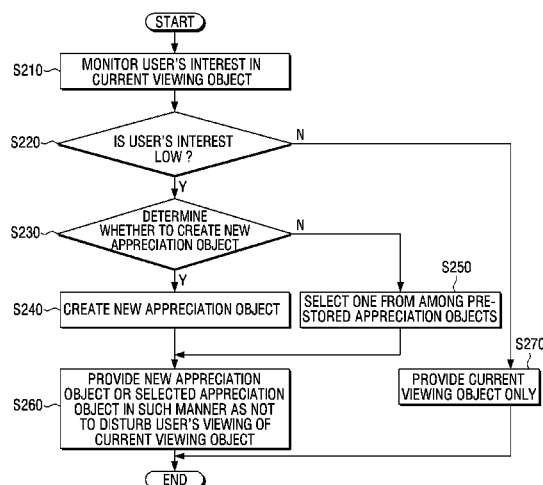 START
S210
MONITOR USER'S INTEREST IN
CURRENT VIEWING OBJECT
S220
IS USER'S INTEREST
LOW ?
N
Y
S230
DETERMINE
WHETHER TO CREATE NEW
APPRECIATION OBJECT
N
Y
S240
CREATE NEW APPRECIATION OBJECT
S250
SELECT ONE FROM AMONG PRE-
STORED APPRECIATION OBJECTS
S260
PROVIDE NEW APPRECIATION
OBJECT OR SELECTED APPRECIATION
OBJECT IN SUCH MANNER AS NOT
TO DISTURB USER'S VIEWING OF
CURRENT VIEWING OBJECT
S270
PROVIDE CURRENT
VIEWING OBJECT ONLY
END